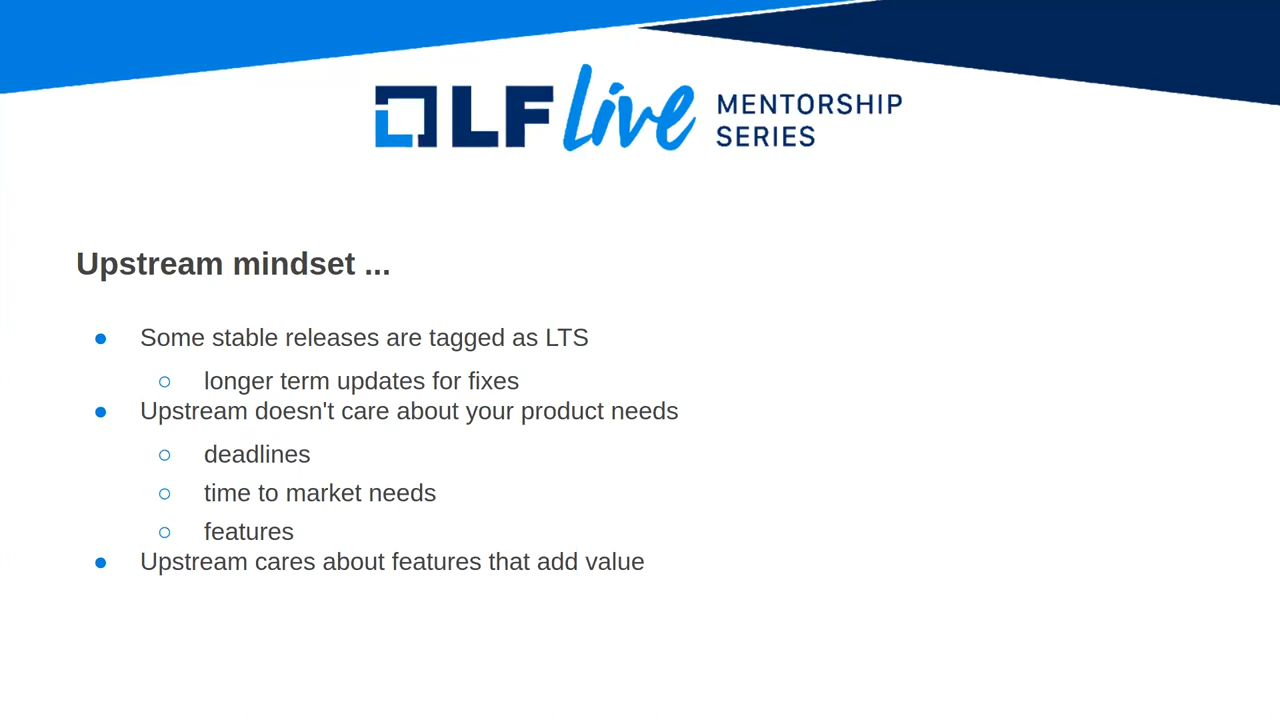 LF Live MENTORSHIP
SERIES
Upstream mindset ...
● Some stable releases are tagged as LTS
○ longer term updates for fixes
● Upstream doesn't care about your product needs
○ deadlines
○ time to market needs
○ features
● Upstream cares about features that add value